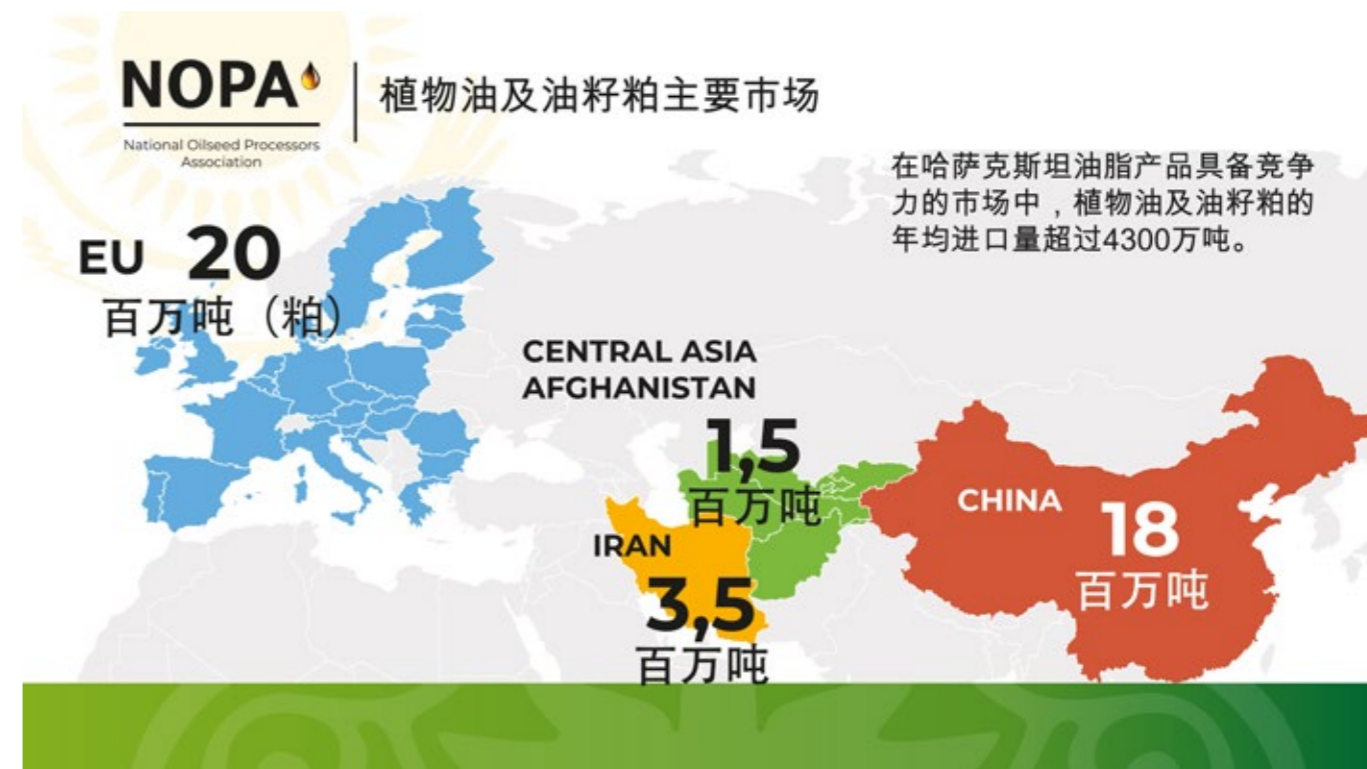 NOPA
National Oilseed Processors
Association
植物油及油籽粕主要市场
在哈萨克斯坦油脂产品具备竞争
力的市场中，植物油及油籽粕的
年均进口量超过4300万吨。
EU 20
百万吨（粕）
CENTRAL ASIA
AFGHANISTAN
1,5
百万吨
IRAN
3,5
百万吨
CHINA 18
百万吨